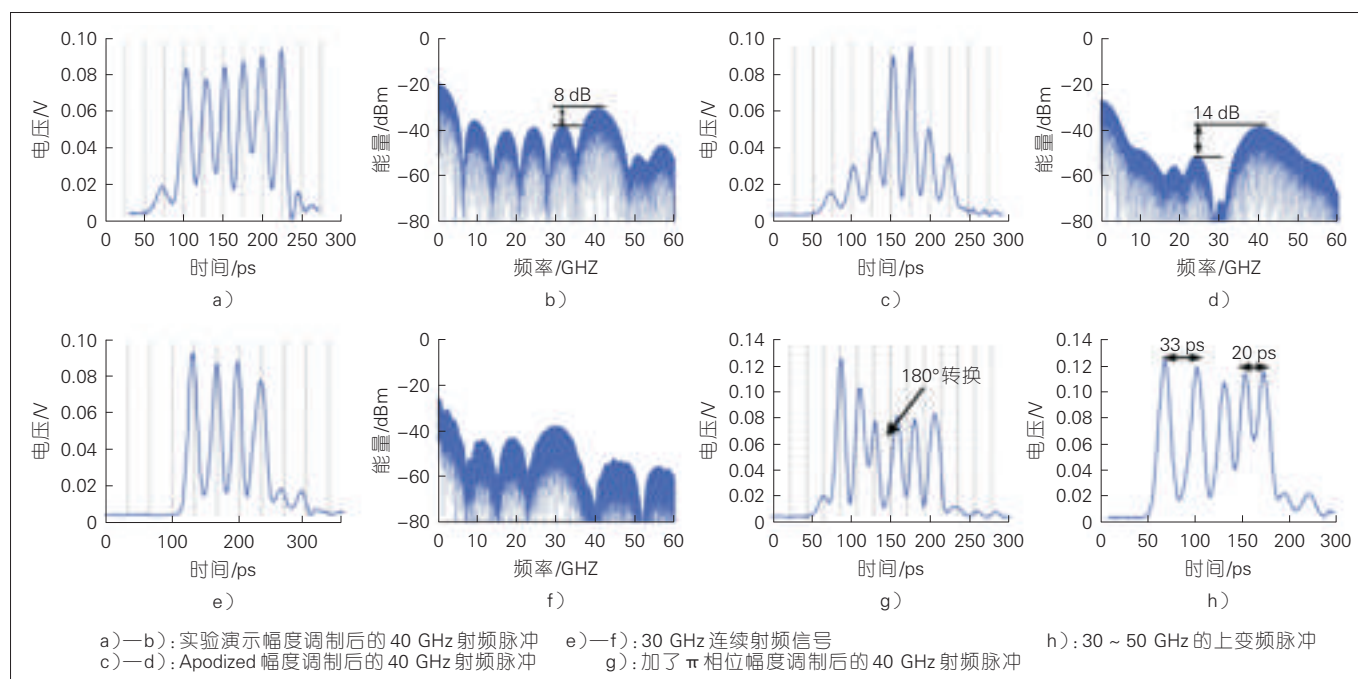 0.10
0.08
0.06
0.04
0.02
0
电压/V
0 50 100 150 200 250 300
时间/ps
a）
0
-20
-40
-60
-80
能量/dBm
8 dB
0 10 20 30 40 50 60
频率/GHZ
b）
0.10
0.08
0.06
0.04
0.02
0
电压/V
0 50 100 150 200 250 300
时间/ps
c）
0
-20
-40
-60
-80
能量/dBm
14 dB
0 10 20 30 40 50 60
频率/GHZ
d）
0.10
0.08
0.06
0.04
0.02
0
电压/V
0 100 200 300
时间/ps
e）
0
-20
-40
-60
-80
能量/dBm
0 10 20 30 40 50 60
频率/GHZ
f）
0.14
0.12
0.10
0.08
0.06
0.04
0.02
0
电压/V
180°转换
0 50 100 150 200 250 300
时间/ps
g）
0.14
0.12
0.10
0.08
0.06
0.04
0.02
0
电压/V
33 ps
20 ps
0 50 100 150 200 300
时间/ps
h）
a）—b）：实验演示幅度调制后的 40 GHz 射频脉冲 e）—f）：30 GHz 连续射频信号 h）：30 ~ 50 GHz 的上变频脉冲
c）—d）：Apodized 幅度调制后的 40 GHz 射频脉冲 g）：加了 π 相位幅度调制后的 40 GHz 射频脉冲